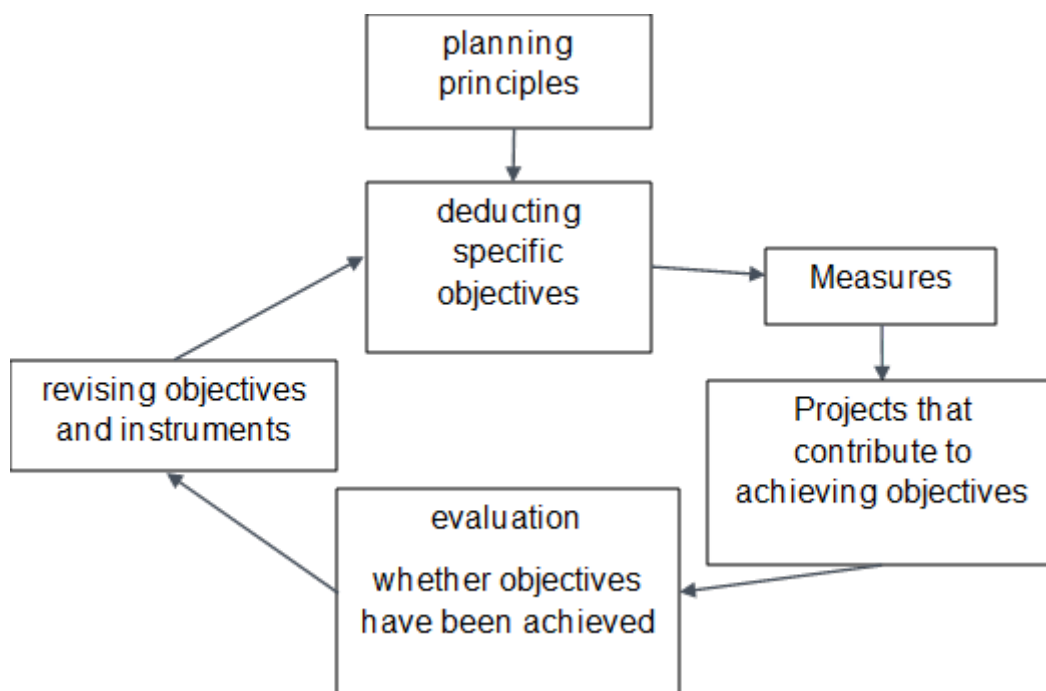 planning
principles
deducting
specific
objectives
Measures
Projects that
contribute to
achieving objectives
evaluation
whether objectives
have been achieved
revising objectives
and instruments